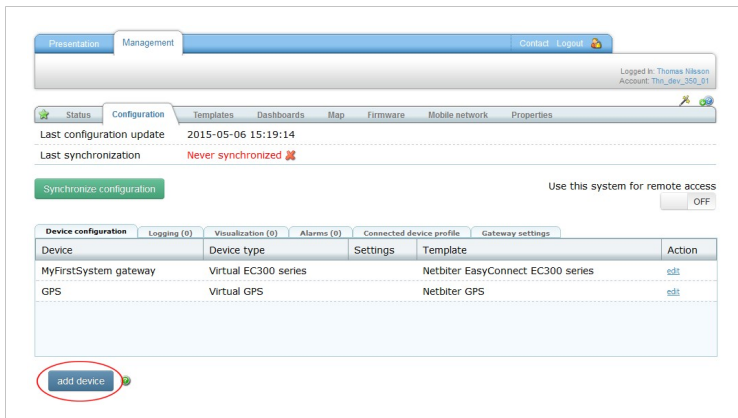 Presentation Management Contact Logout
Logged In: Thomas Nilsson
Account: Thn_dev_350_01
Status Configuration Templates Dashboards Map Firmware Mobile network Properties
Last configuration update 2015-05-06 15:19:14
Last synchronization Never synchronized
Synchronize configuration
Use this system for remote access
OFF
Device configuration Logging (0) Visualization (0) Alarms (0) Connected device profile Gateway settings
Device Device type Settings Template Action
MyFirstSystem gateway Virtual EC300 series Netbiter EasyConnect EC300 series edit
GPS Virtual GPS Netbiter GPS edit
add device